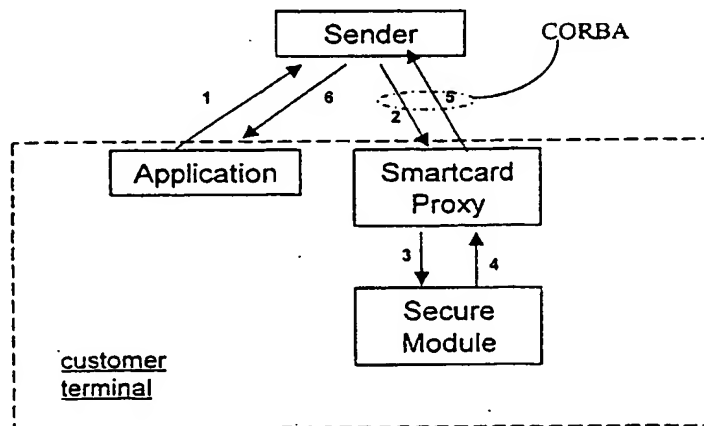 Sender
CORBA
1
6
2
5
Application
Smartcard
Proxy
3
4
Secure
Module
customer
terminal